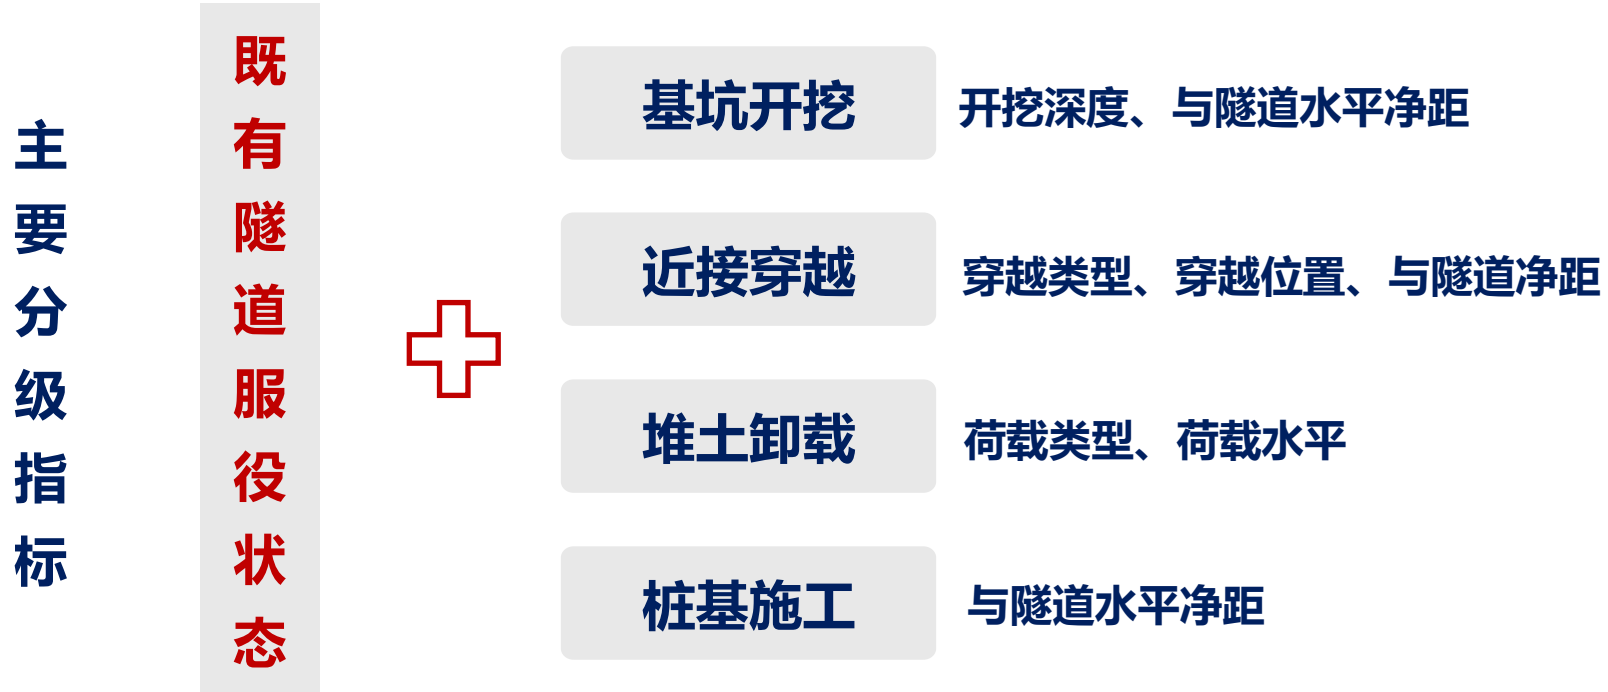 主要分级指标
既有隧道服役状态
基坑开挖
开挖深度、与隧道水平净距
近接穿越
穿越类型、穿越位置、与隧道净距
堆土卸载
荷载类型、荷载水平
桩基施工
与隧道水平净距